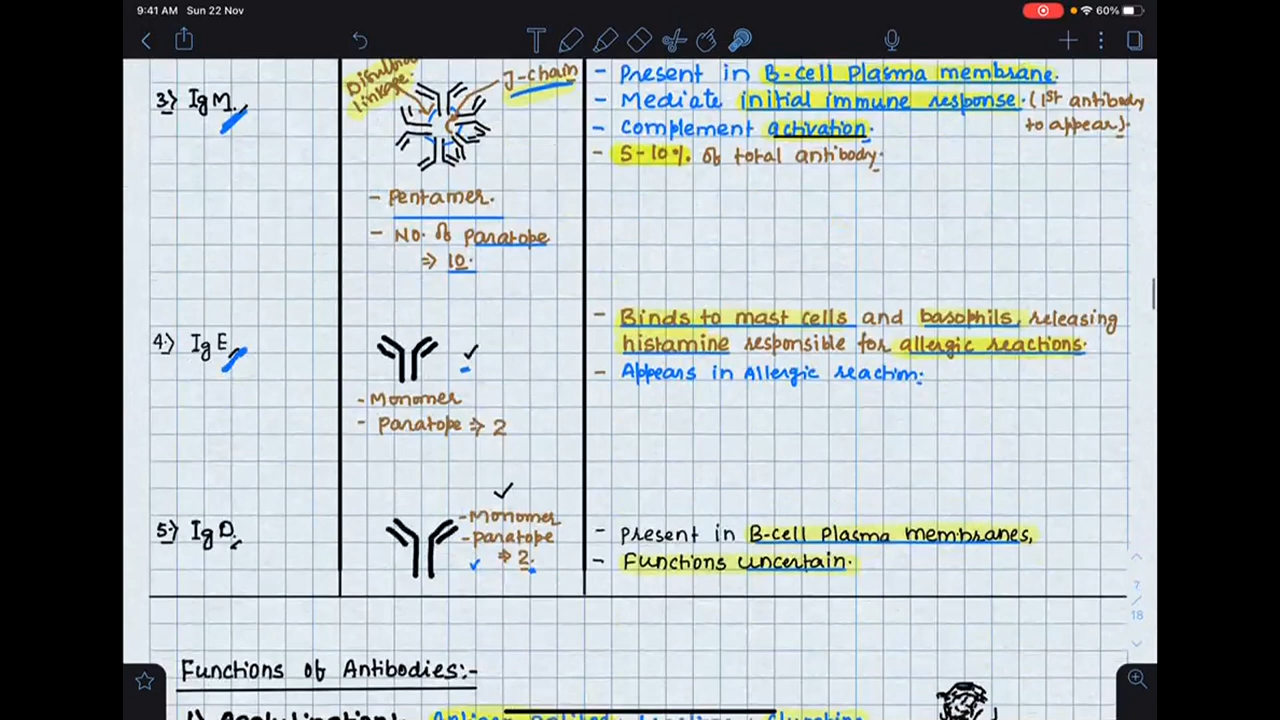 9:41 AM Sun 22 Nov
60%
3) IgM.
Disulphide
linkage
J-chain
- Pentamer.
- No. of paratope
⇒ 10.
- Present in B-cell plasma membrane.
- Mediate initial immune response. (1st antibody
to appear).
- Complement activation.
- 5-10% of total antibody.
4) IgE,
- Monomer
- Paratope ⇒ 2
- Binds to mast cells and basophils, releasing
histamine responsible for allergic reactions.
- Appears in Allergic reaction.
5) IgD,
- Monomer
- paratope
⇒ 2.
- Present in B-cell plasma membranes,
- Functions uncertain.
7
/
18
Functions of Antibodies:-